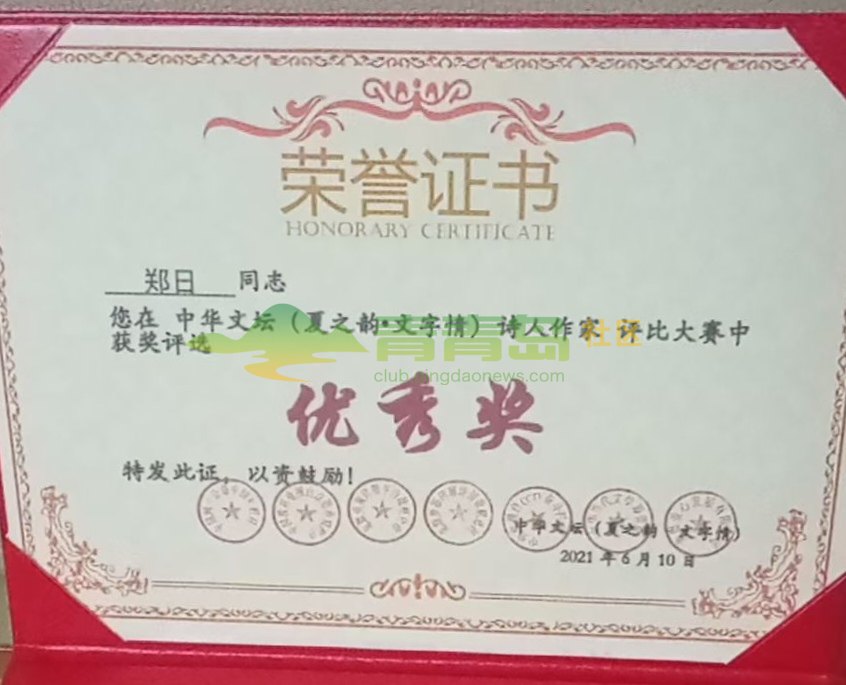 荣誉证书
HONORARY CERTIFICATE
郑日 同志
您在 中华文坛（夏之韵·文字情）诗人作家 评比大赛中
获奖评选
青青岛 社区
club.qingdaonews.com
优秀奖
特发此证，以资鼓励！
中华文坛（夏之韵 文字情）
2021 年 6 月 10 日